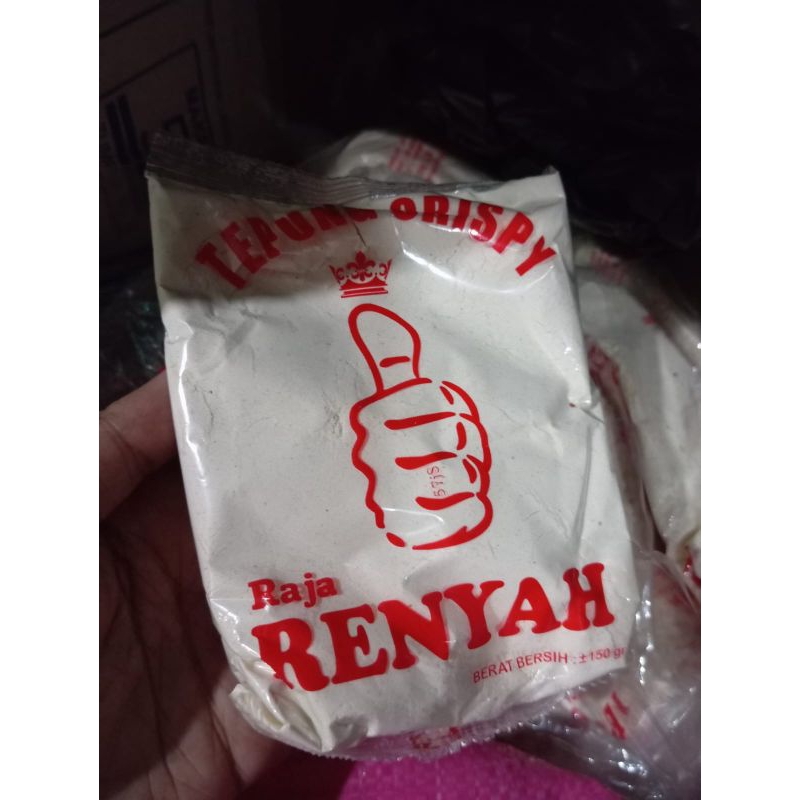 TEPUNG CRISPY
Raja
RENYAH
BERAT BERSIH : ±150 gr